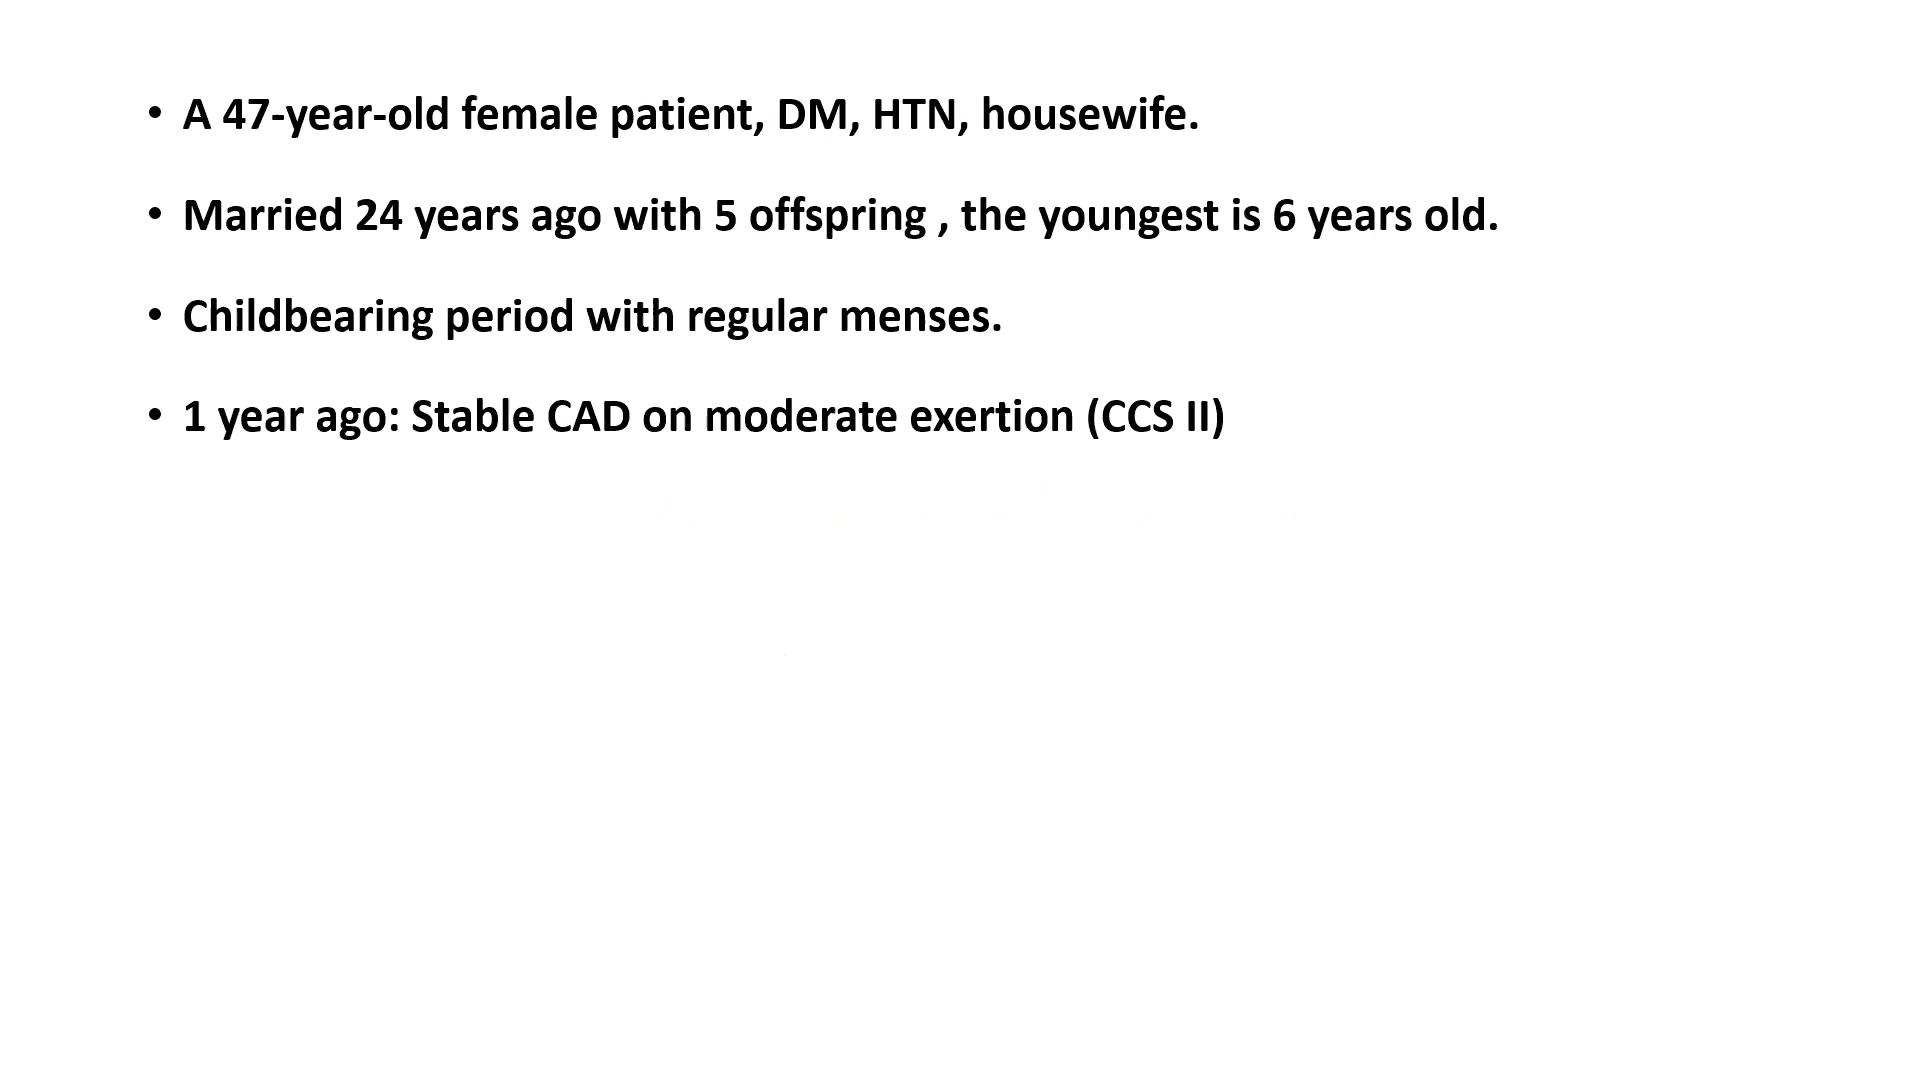 • A 47-year-old female patient, DM, HTN, housewife.
• Married 24 years ago with 5 offspring , the youngest is 6 years old.
• Childbearing period with regular menses.
• 1 year ago: Stable CAD on moderate exertion (CCS II)